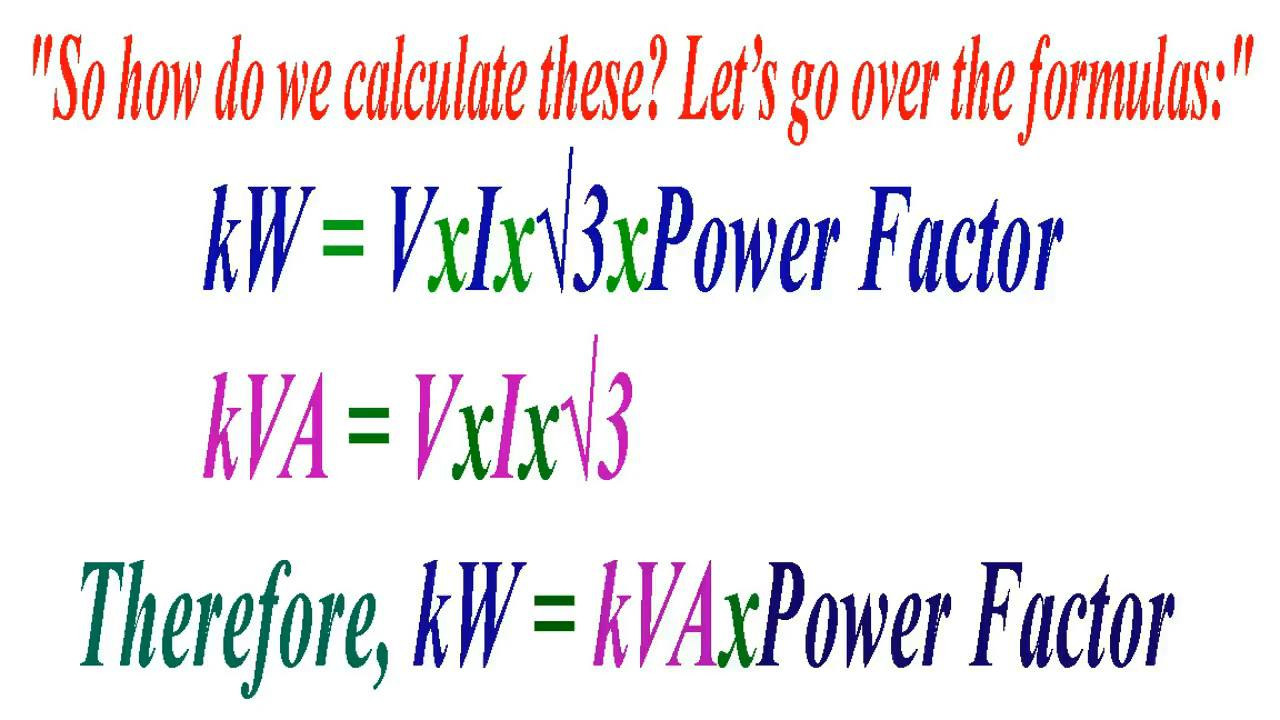 "So how do we calculate these? Let’s go over the formulas:"
kW = VxIx√3xPower Factor
kVA = VxIx√3
Therefore, kW = kVAxPower Factor